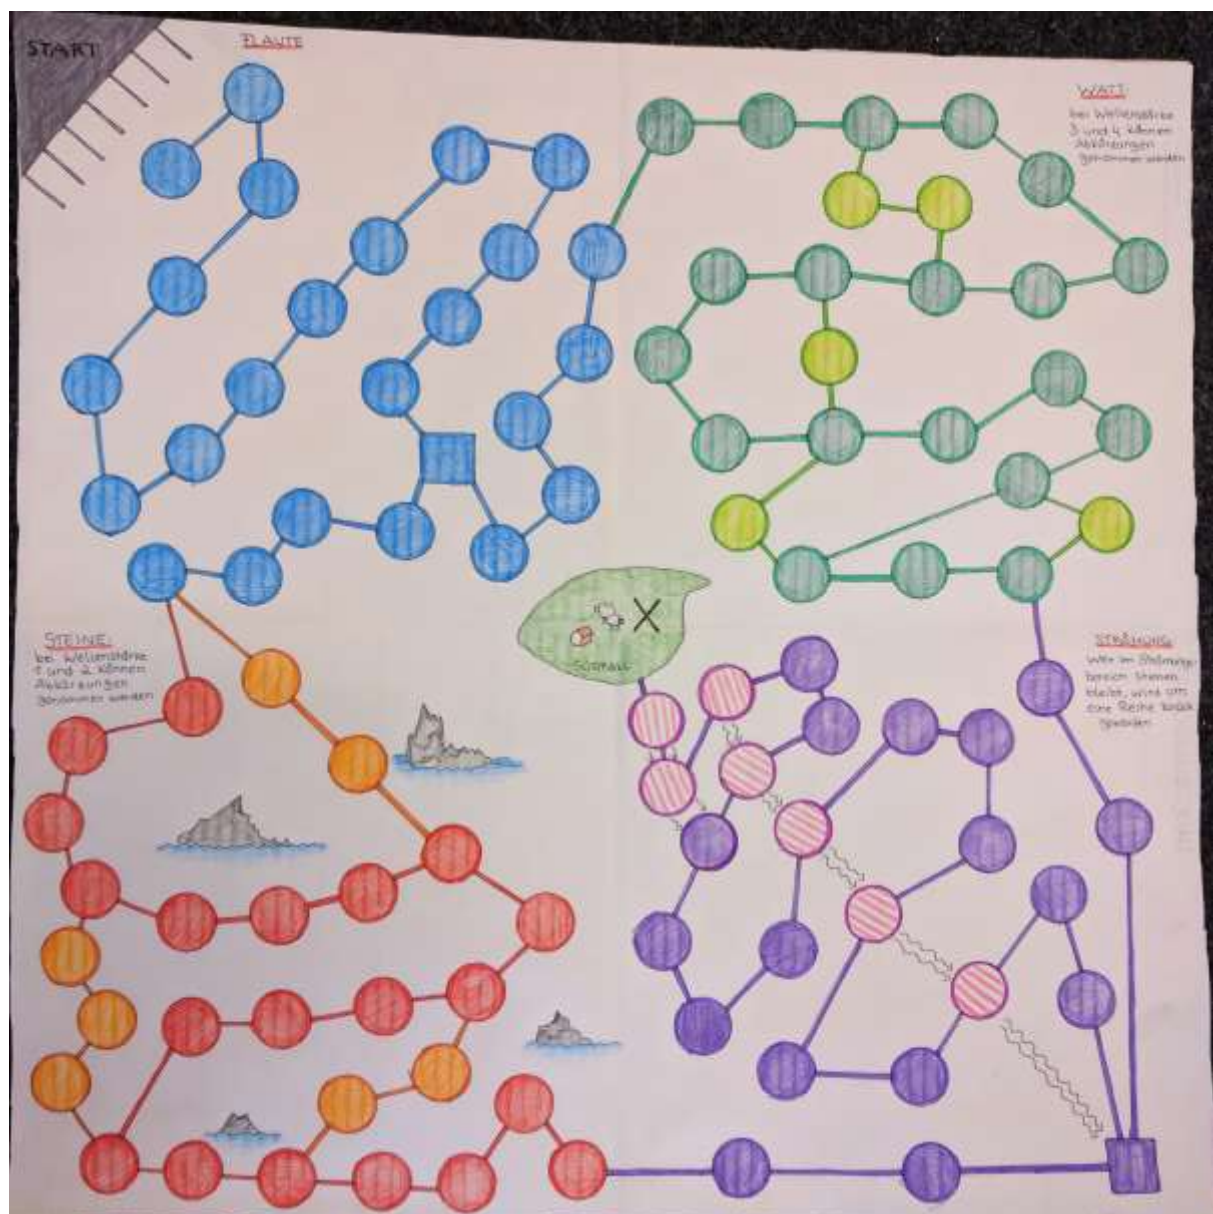 START
FLAUTE
WATT:
bei Wellenstärke
3 und 4 können
Abkürzungen
genommen werden
STEINE:
bei Wellenstärke
1 und 2 können
Abkürzungen
genommen werden
X
SÜDFALL
STRÖMUNG
Wer im Strömungs-
bereich stehen
bleibt, wird um
eine Reihe zurück